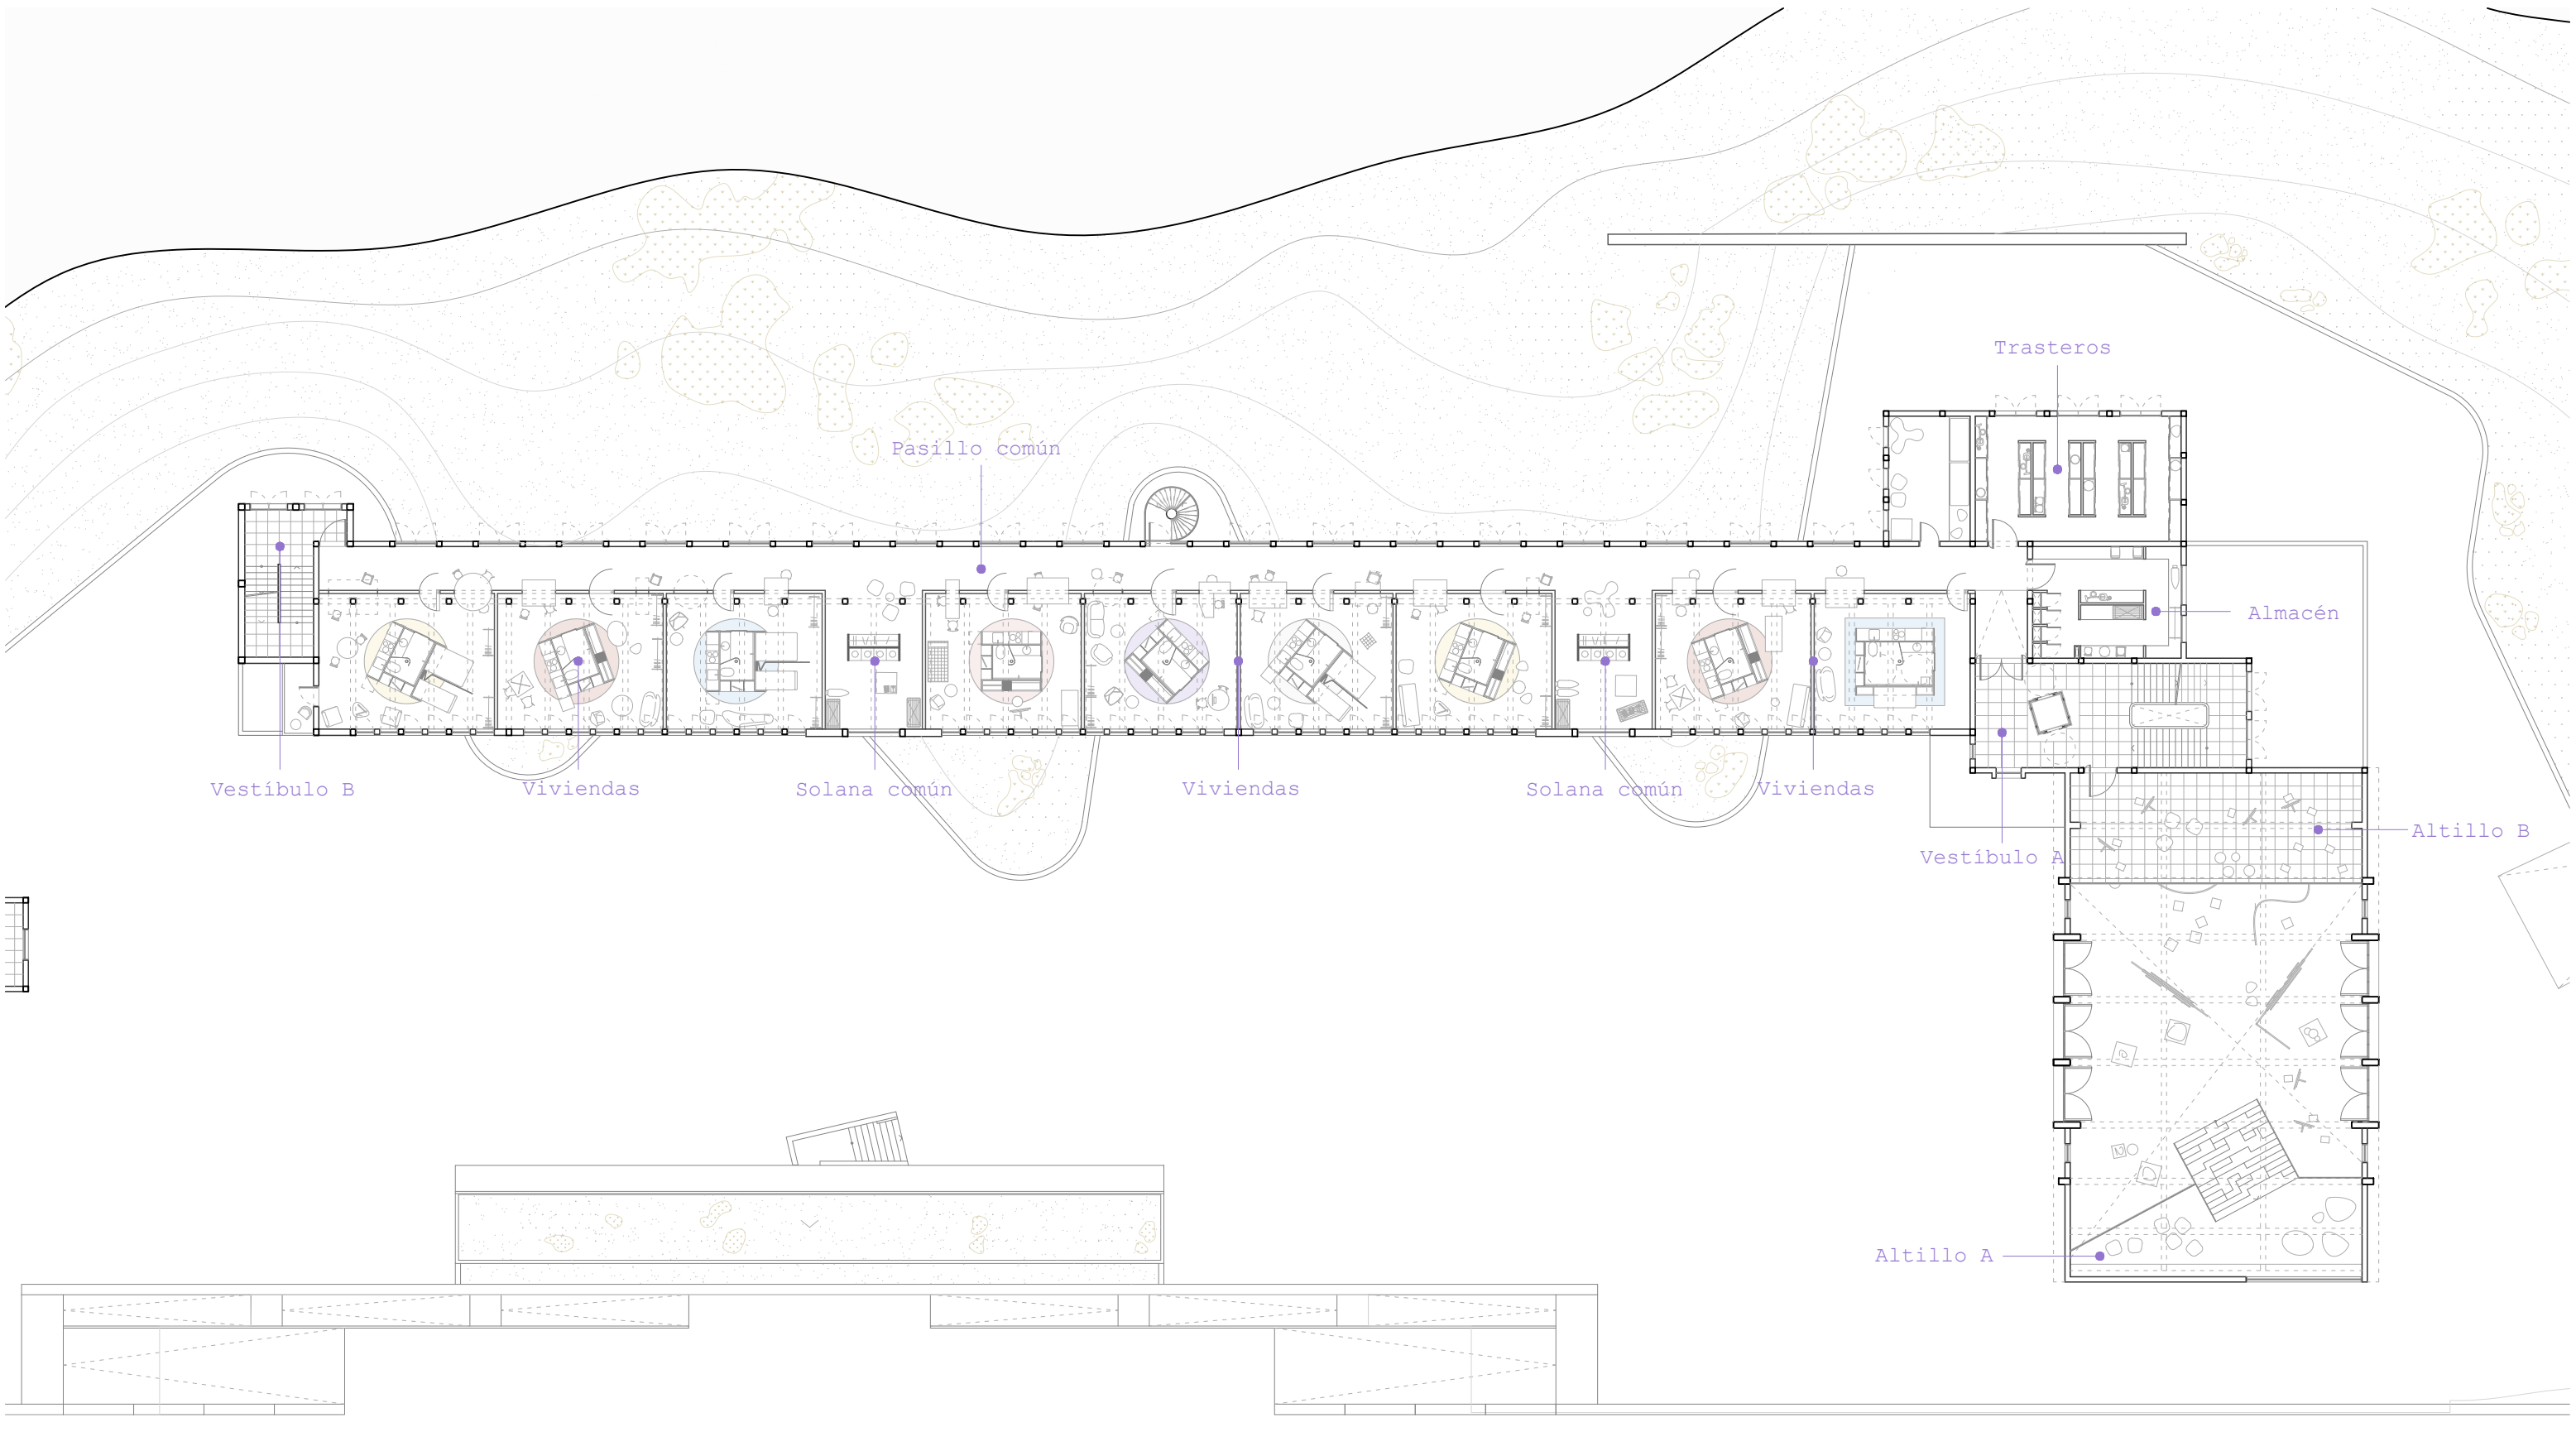 Trasteros
Pasillo común
Almacén
Vestíbulo B
Viviendas
Solana común
Viviendas
Solana común
Viviendas
Vestíbulo A
Altillo B
Altillo A